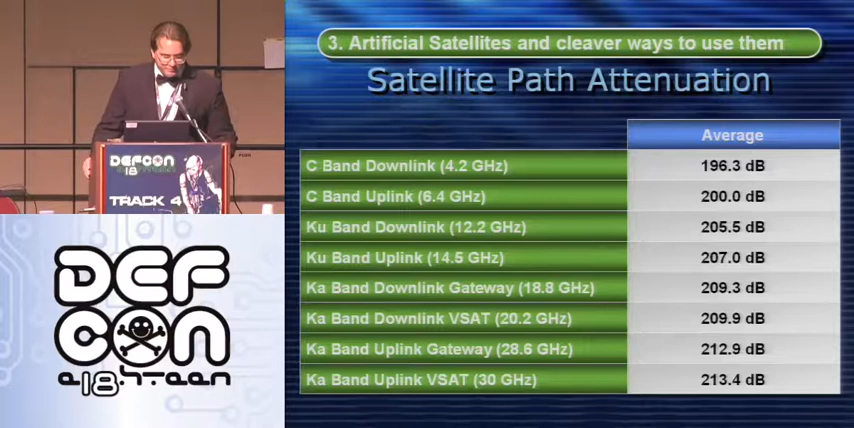 DEFCON
18
TRACK 4
DEF
CON
e18hteen
3. Artificial Satellites and cleaver ways to use them
Satellite Path Attenuation
Average
C Band Downlink (4.2 GHz) 196.3 dB
C Band Uplink (6.4 GHz) 200.0 dB
Ku Band Downlink (12.2 GHz) 205.5 dB
Ku Band Uplink (14.5 GHz) 207.0 dB
Ka Band Downlink Gateway (18.8 GHz) 209.3 dB
Ka Band Downlink VSAT (20.2 GHz) 209.9 dB
Ka Band Uplink Gateway (28.6 GHz) 212.9 dB
Ka Band Uplink VSAT (30 GHz) 213.4 dB